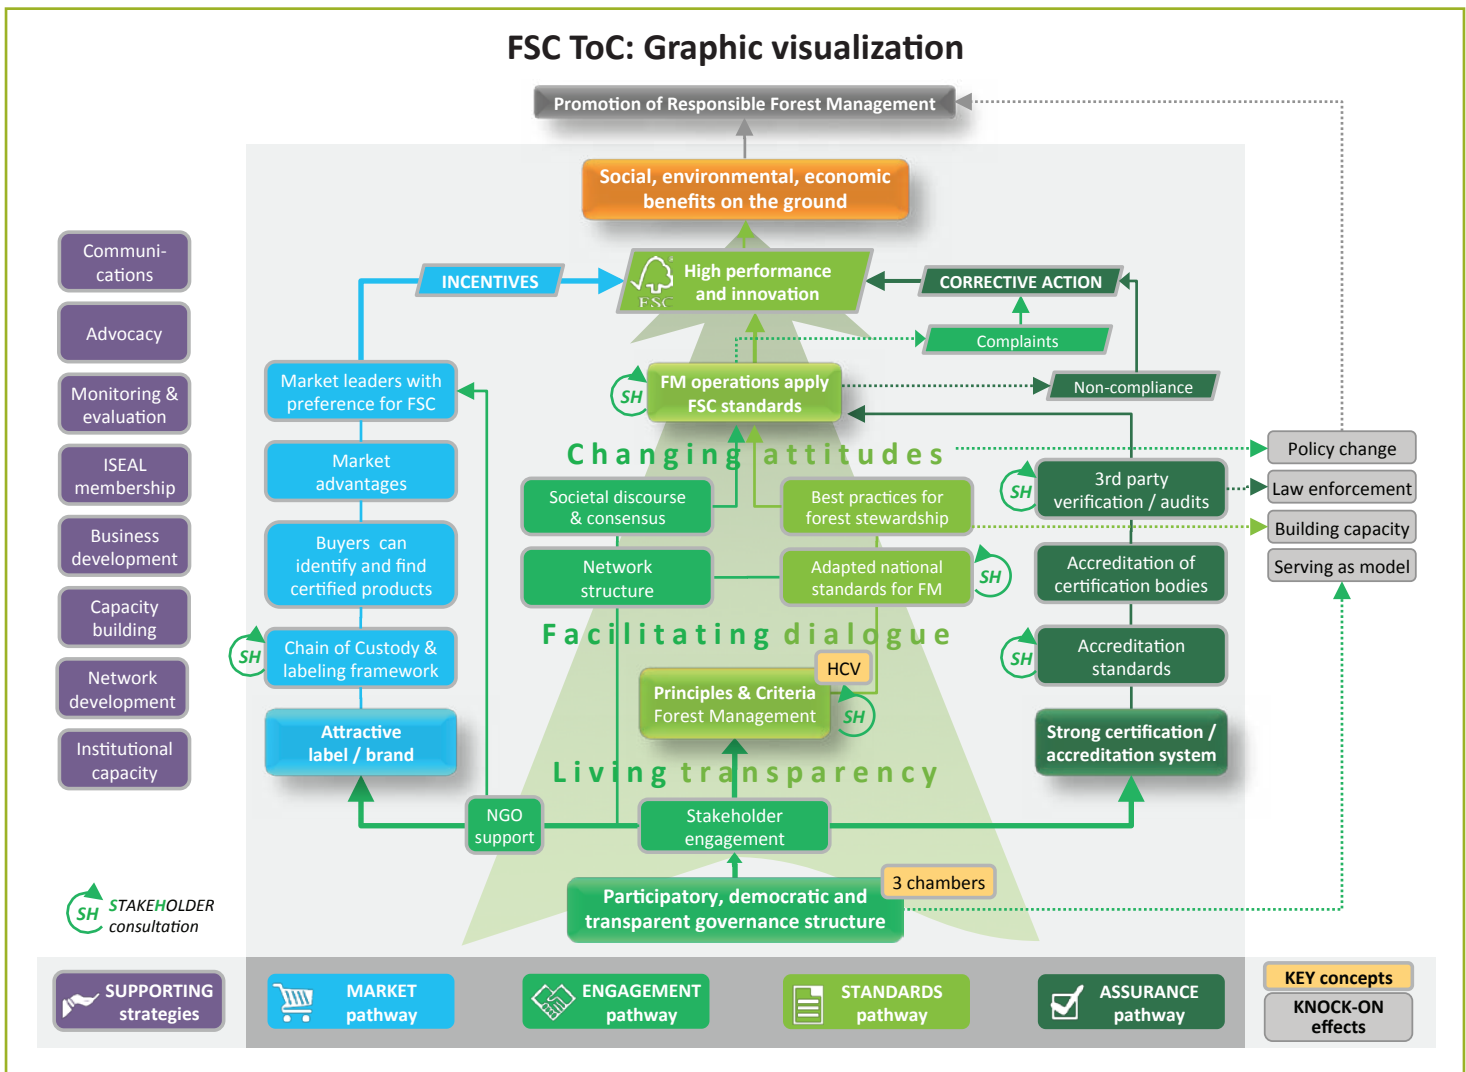 FSC ToC: Graphic visualization
Promotion of Responsible Forest Management
Social, environmental, economic
benefits on the ground
INCENTIVES
FSC
High performance
and innovation
CORRECTIVE ACTION
Complaints
Non-compliance
FM operations apply
FSC standards
SH
Communi-
cations
Advocacy
Monitoring &
evaluation
ISEAL
membership
Business
development
Capacity
building
Network
development
Institutional
capacity
Market leaders with
preference for FSC
Market
advantages
Buyers can
identify and find
certified products
SH
Chain of Custody &
labeling framework
Attractive
label / brand
Changing attitudes
Societal discourse
& consensus
Best practices for
forest stewardship
Network
structure
Adapted national
standards for FM
SH
Facilitating dialogue
HCV
Principles & Criteria
Forest Management
SH
Living transparency
NGO
support
Stakeholder
engagement
3 chambers
Participatory, democratic and
transparent governance structure
SH
3rd party
verification / audits
Accreditation of
certification bodies
SH
Accreditation
standards
Strong certification /
accreditation system
Policy change
Law enforcement
Building capacity
Serving as model
SH
STAKEHOLDER
consultation
SUPPORTING
strategies
MARKET
pathway
ENGAGEMENT
pathway
STANDARDS
pathway
ASSURANCE
pathway
KEY concepts
KNOCK-ON
effects